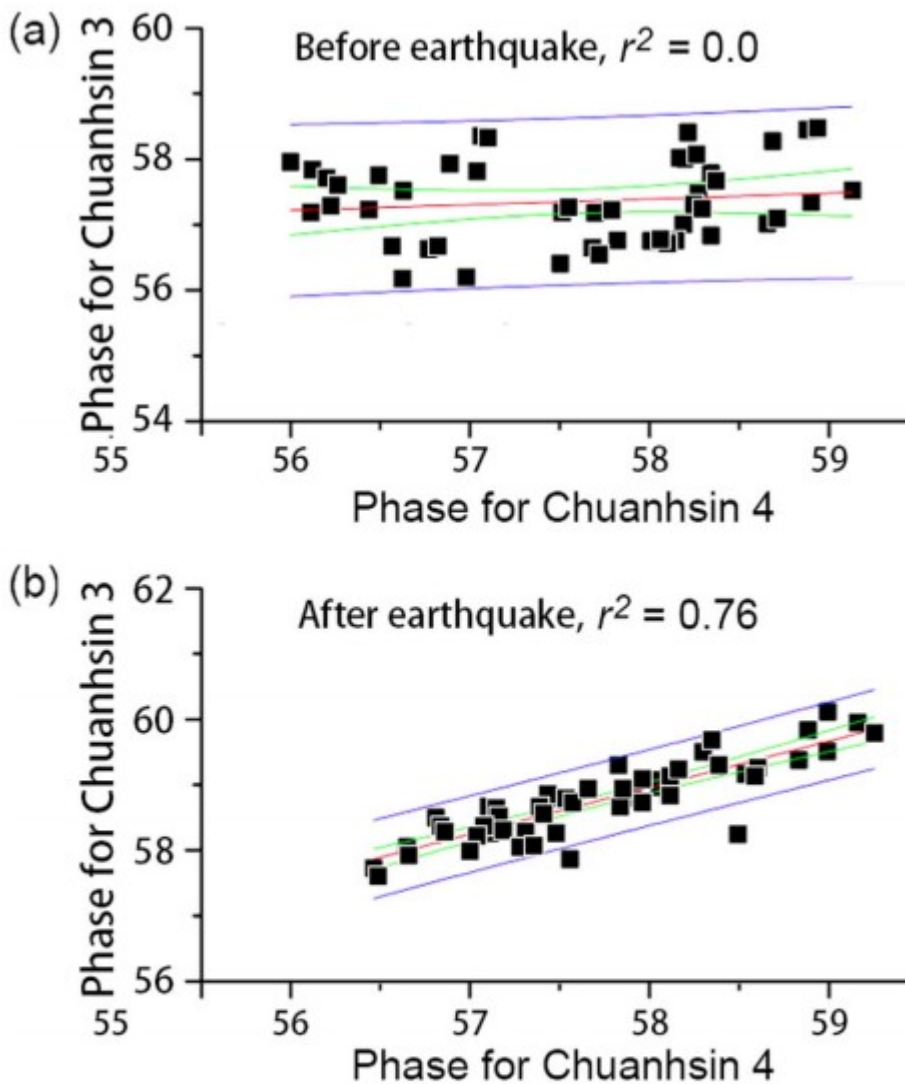 (a)
Phase for Chuanhsin 3
60
58
56
54
Before earthquake, r² = 0.0
55 56 57 58 59
Phase for Chuanhsin 4
(b)
Phase for Chuanhsin 3
62
60
58
56
After earthquake, r² = 0.76
55 56 57 58 59
Phase for Chuanhsin 4